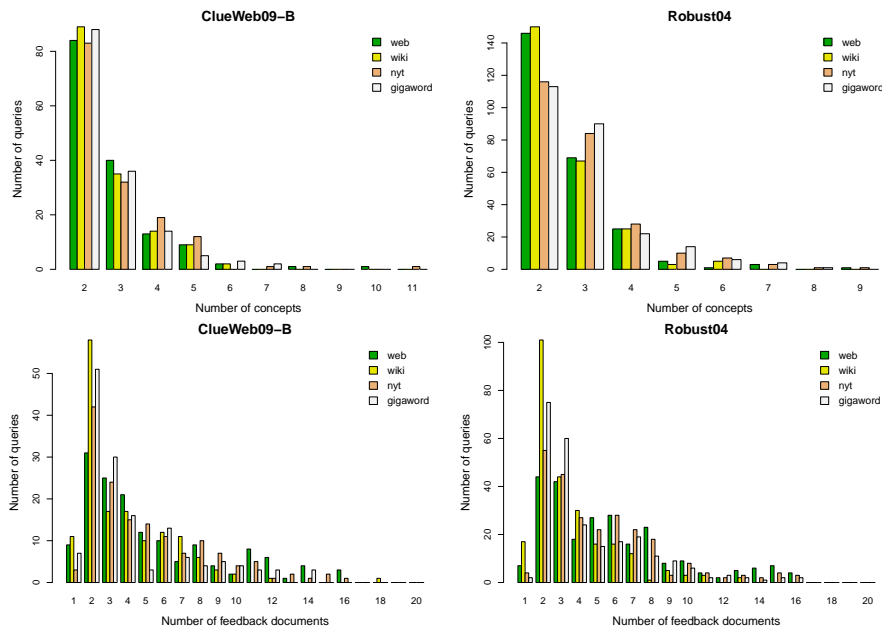 ClueWeb09−B
Number of queries
0
20
40
60
80
web
wiki
nyt
gigaword
2 3 4 5 6 7 8 9 10 11
Number of concepts
Robust04
Number of queries
0
20
40
60
80
100
120
140
web
wiki
nyt
gigaword
2 3 4 5 6 7 8 9
Number of concepts
ClueWeb09−B
Number of queries
0
10
20
30
40
50
web
wiki
nyt
gigaword
1 2 3 4 5 6 7 8 9 10 12 14 16 18 20
Number of feedback documents
Robust04
Number of queries
0
20
40
60
80
100
web
wiki
nyt
gigaword
1 2 3 4 5 6 7 8 9 10 12 14 16 18 20
Number of feedback documents